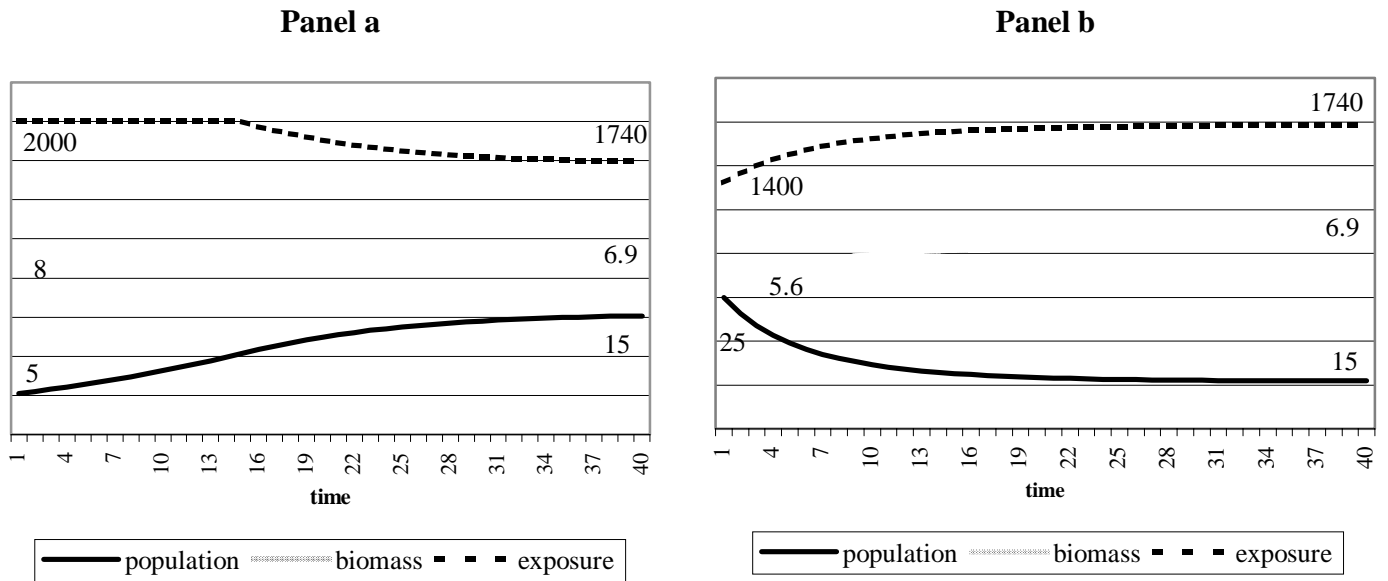 Panel a
2000
1740
8
6.9
5
15
1 4 7 10 13 16 19 22 25 28 31 34 37 40
time
population biomass exposure
Panel b
1740
1400
6.9
5.6
25
15
1 4 7 10 13 16 19 22 25 28 31 34 37 40
time
population biomass exposure